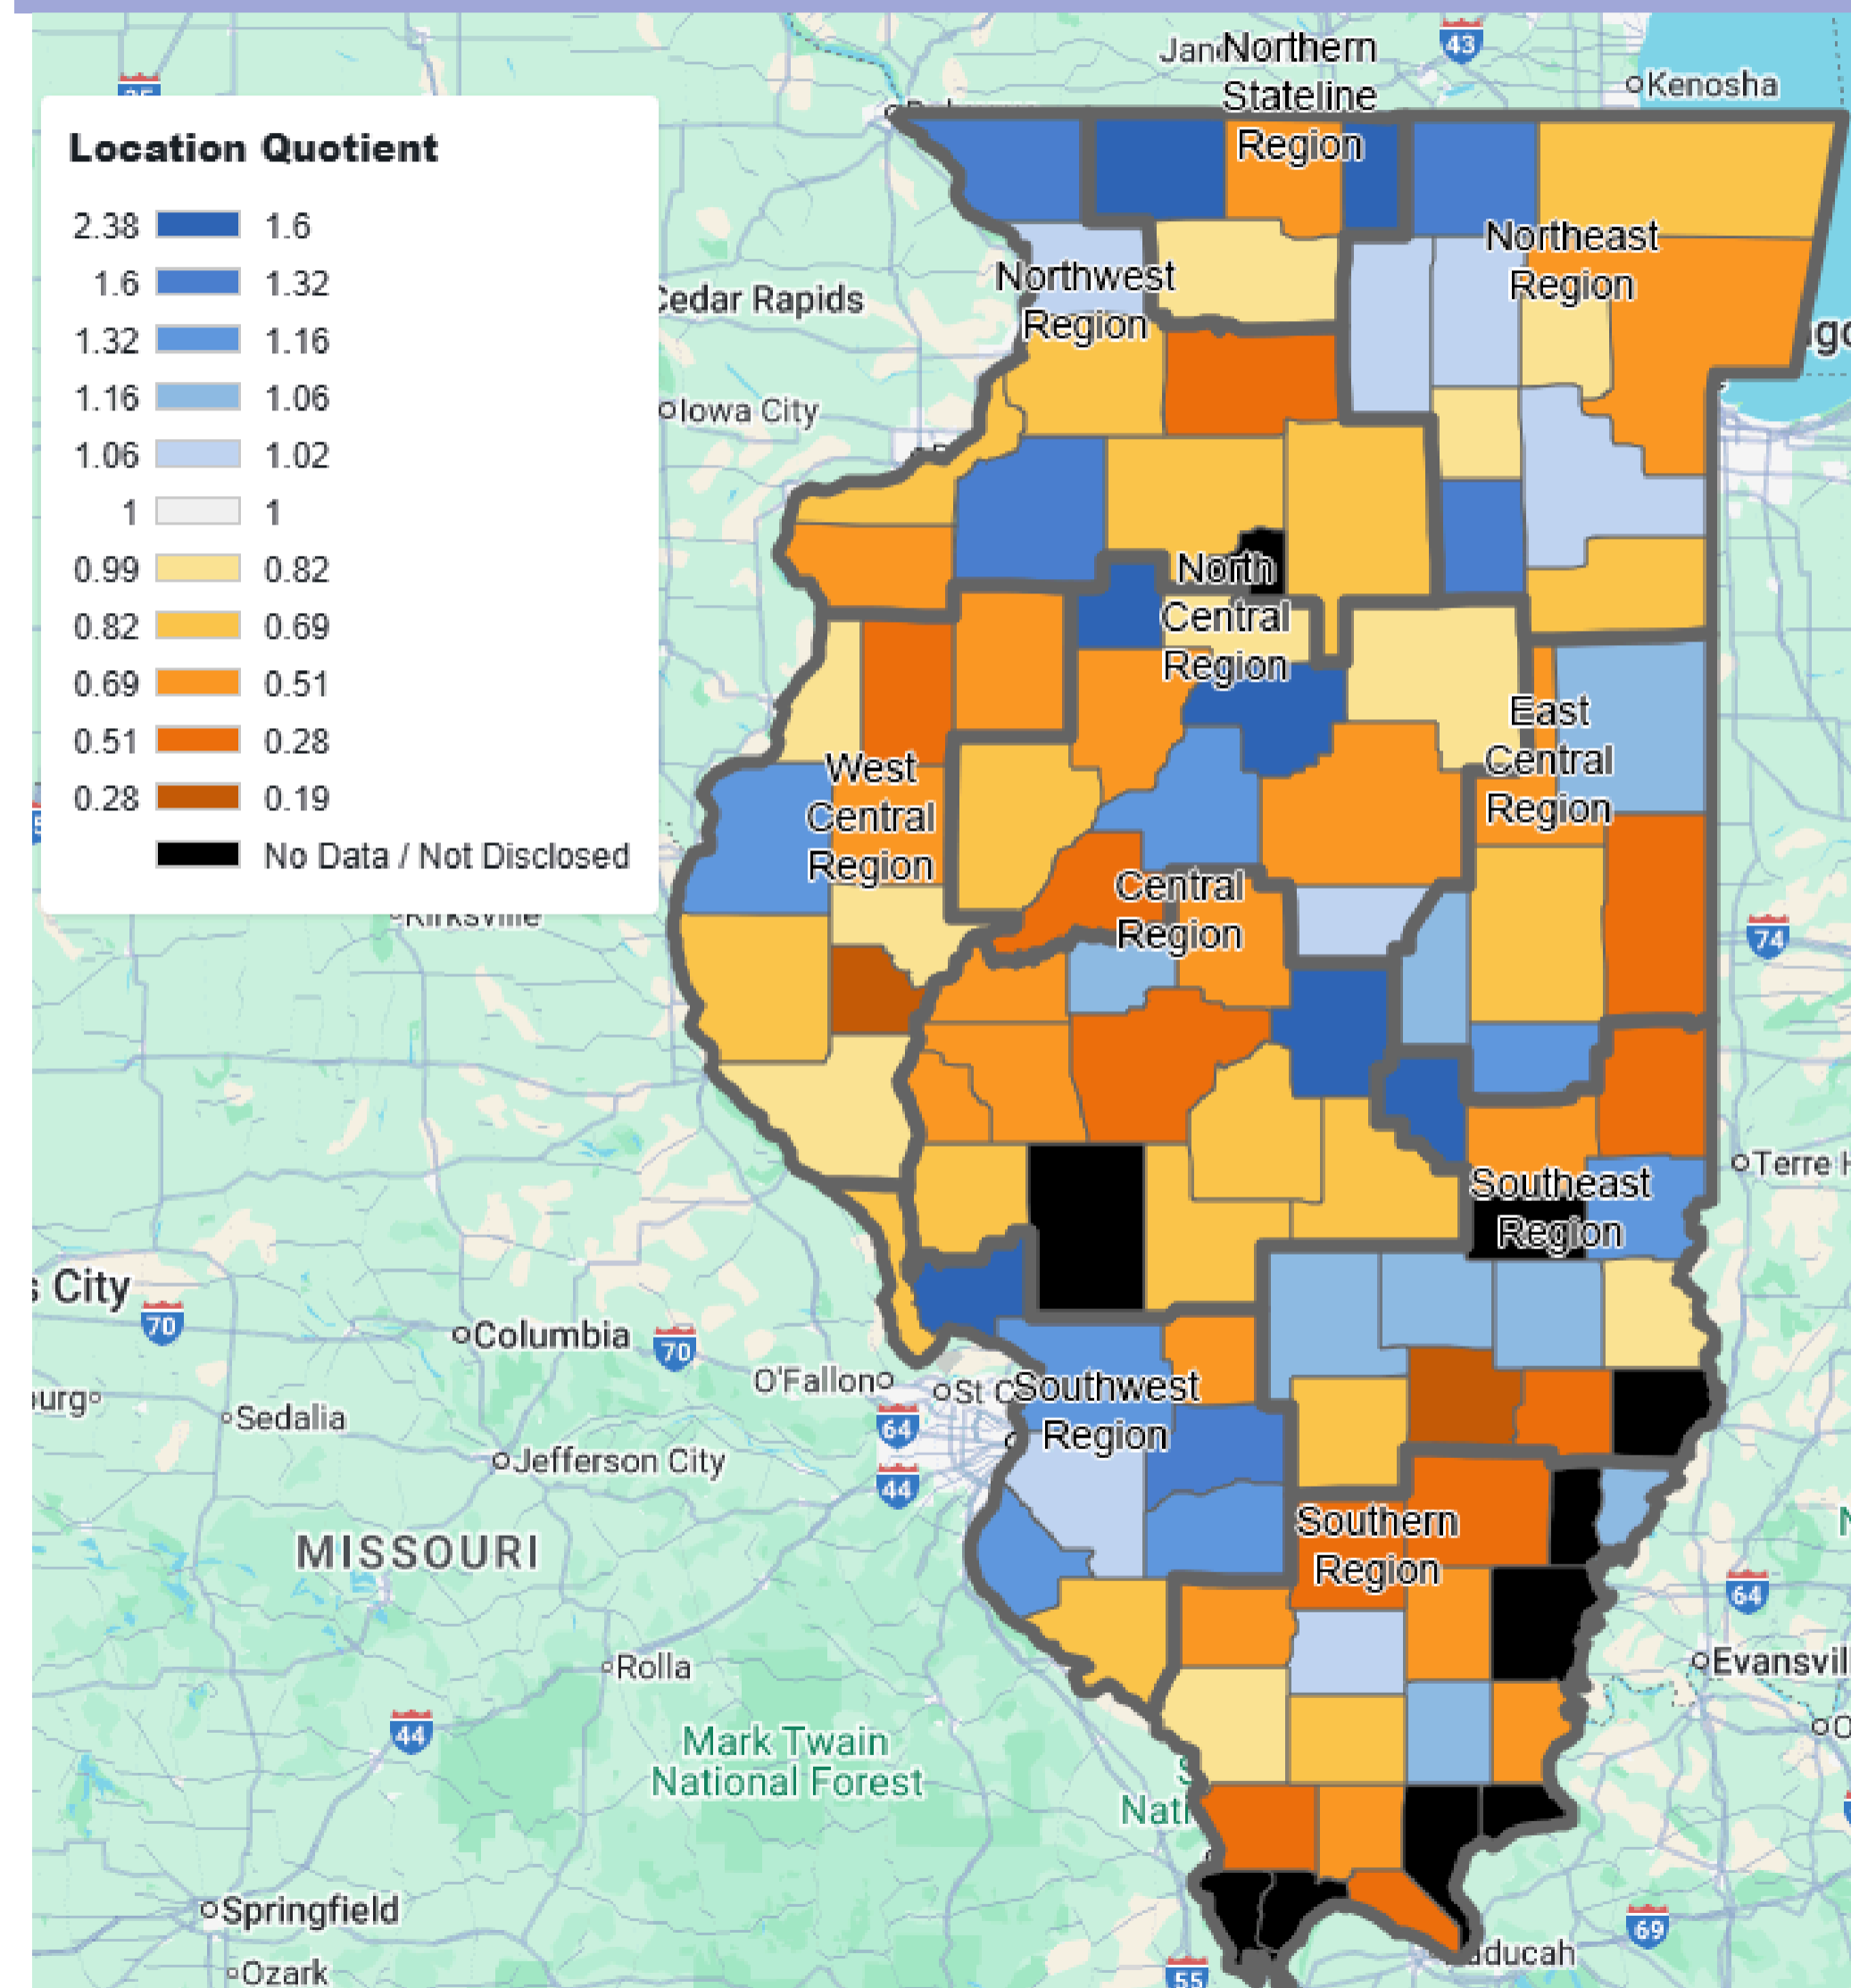 Location Quotient
2.38 1.6
1.6 1.32
1.32 1.16
1.16 1.06
1.06 1.02
1 1
0.99 0.82
0.82 0.69
0.69 0.51
0.51 0.28
0.28 0.19
No Data / Not Disclosed
43
Kenosha
Northern
Stateline
Region
Northeast
Region
Northwest
Region
Cedar Rapids
Iowa City
North
Central
Region
East
Central
Region
West
Central
Region
Central
Region
Kirksville
74
Terre
Southeast
Region
City
70
Columbia
70
O'Fallon
St
Southwest
Region
Sedalia
64
Jefferson City
44
MISSOURI
Southern
Region
64
Rolla
44
Mark Twain
National Forest
Springfield
69
Ozark
55